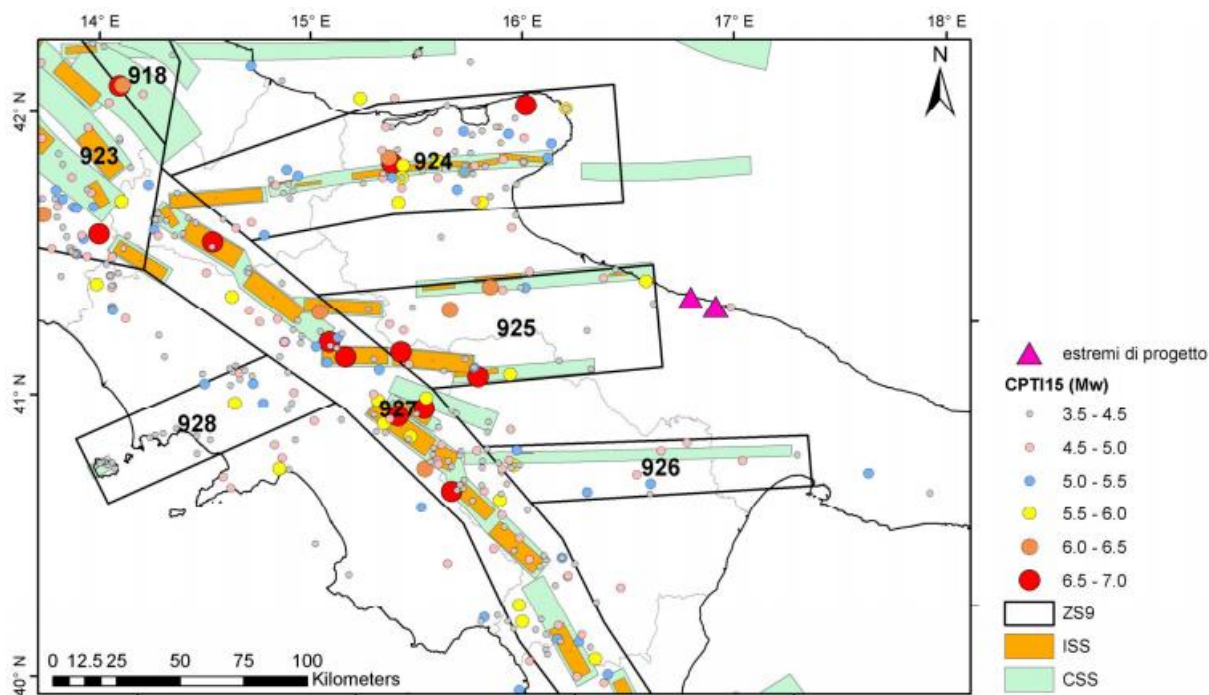 14° E 15° E 16° E 17° E 18° E
42° N
41° N
40° N
N
918
923
924
925
927
928
926
0 12.5 25 50 75 100
Kilometers
estremi di progetto
CPTI15 (Mw)
3.5 - 4.5
4.5 - 5.0
5.0 - 5.5
5.5 - 6.0
6.0 - 6.5
6.5 - 7.0
ZS9
ISS
CSS